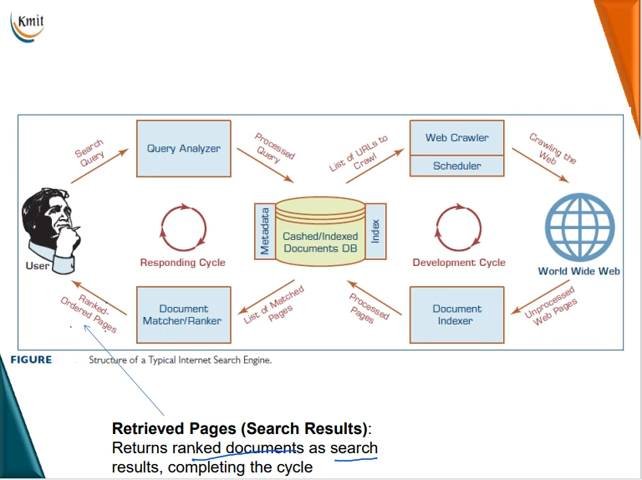 Kmit
Search
Query
Query Analyzer
Processed
Query
List of URLs to
Crawl
Web Crawler
Scheduler
Crawling the
Web
User
Responding Cycle
Metadata
Cashed/Indexed
Documents DB
Index
Development Cycle
World Wide Web
Ranked-
Ordered Pages
Document
Matcher/Ranker
List of Matched
Pages
Processed
Pages
Document
Indexer
Unprocessed
Web Pages
FIGURE Structure of a Typical Internet Search Engine.
Retrieved Pages (Search Results):
Returns ranked documents as search
results, completing the cycle